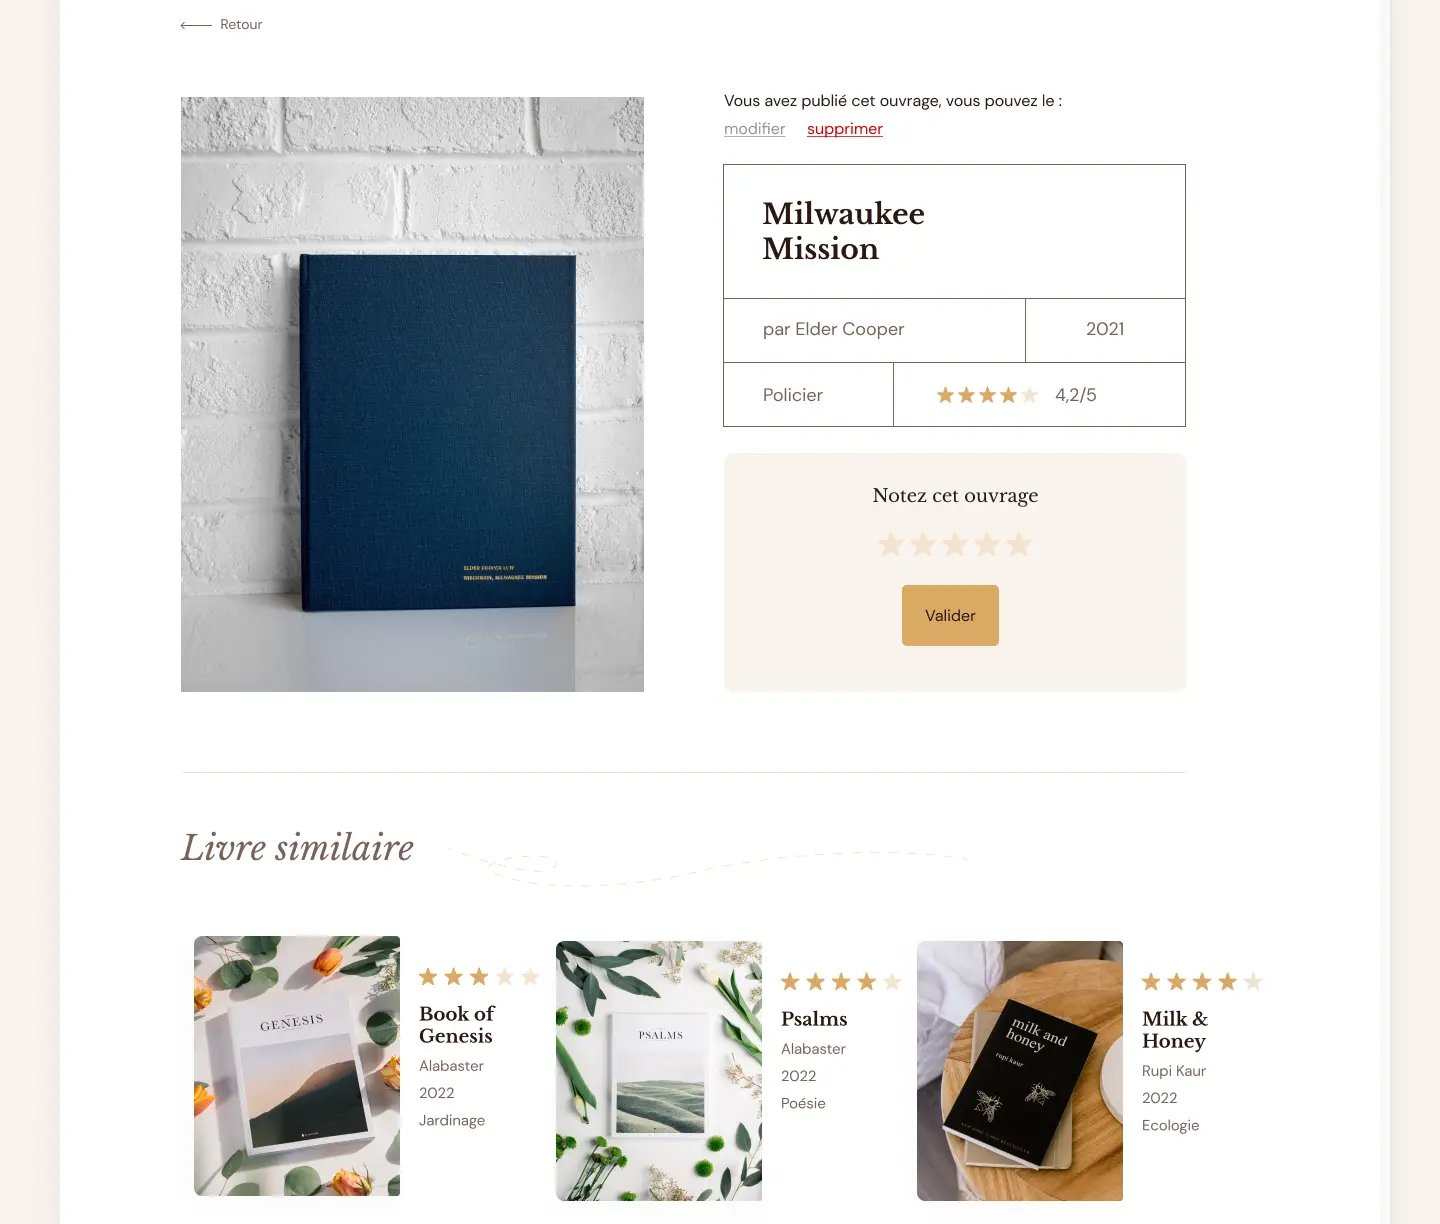 Retour
Vous avez publié cet ouvrage, vous pouvez le :
modifier supprimer
Milwaukee
Mission
par Elder Cooper 2021
Policier 4,2/5
Notez cet ouvrage
Valider
ELDER COOPER
WISCONSIN, MILWAUKEE MISSION
Livre similaire
GENESIS
Book of
Genesis
Alabaster
2022
Jardinage
PSALMS
Psalms
Alabaster
2022
Poésie
milk and
honey
rupi kaur
Milk &
Honey
Rupi Kaur
2022
Ecologie